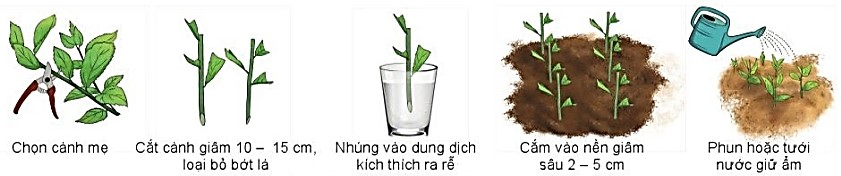 Chọn cành mẹ
Cắt cành giâm 10 – 15 cm,
loại bỏ bớt lá
Nhúng vào dung dịch
kích thích ra rễ
Cắm vào nền giâm
sâu 2 – 5 cm
Phun hoặc tưới
nước giữ ẩm